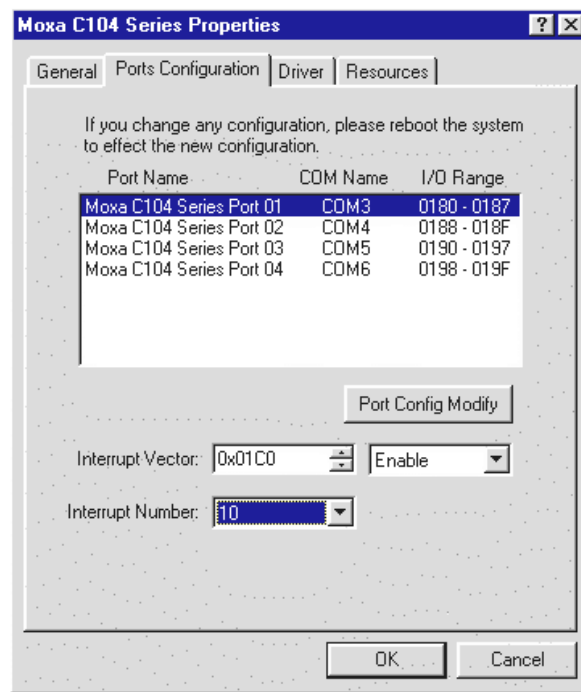 Moxa C104 Series Properties
General Ports Configuration Driver Resources
If you change any configuration, please reboot the system
to effect the new configuration.
Port Name COM Name I/O Range
Moxa C104 Series Port 01 COM3 0180 - 0187
Moxa C104 Series Port 02 COM4 0188 - 018F
Moxa C104 Series Port 03 COM5 0190 - 0197
Moxa C104 Series Port 04 COM6 0198 - 019F
Port Config Modify
Interrupt Vector: 0x01C0 Enable
Interrupt Number: 10
OK Cancel